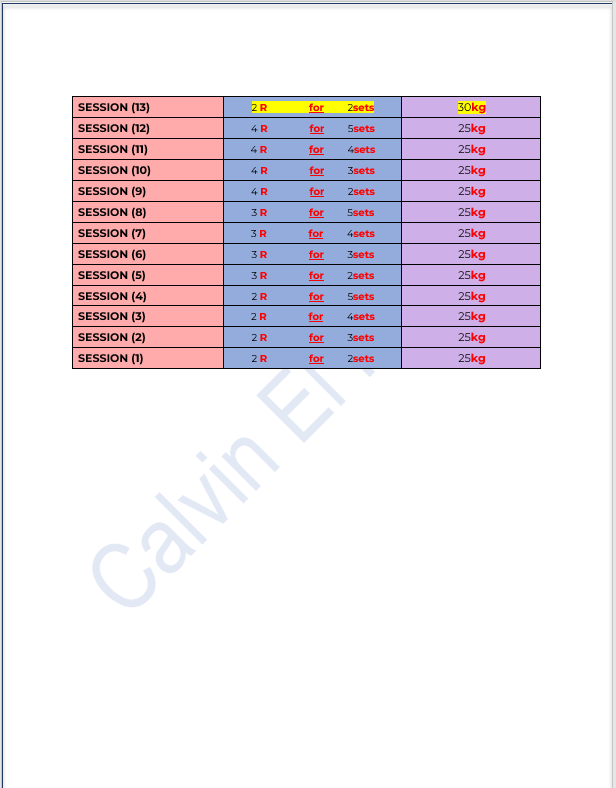 SESSION (13) 2 R for 2sets 30kg
SESSION (12) 4 R for 5sets 25kg
SESSION (11) 4 R for 4sets 25kg
SESSION (10) 4 R for 3sets 25kg
SESSION (9) 4 R for 2sets 25kg
SESSION (8) 3 R for 5sets 25kg
SESSION (7) 3 R for 4sets 25kg
SESSION (6) 3 R for 3sets 25kg
SESSION (5) 3 R for 2sets 25kg
SESSION (4) 2 R for 5sets 25kg
SESSION (3) 2 R for 4sets 25kg
SESSION (2) 2 R for 3sets 25kg
SESSION (1) 2 R for 2sets 25kg
Calvin